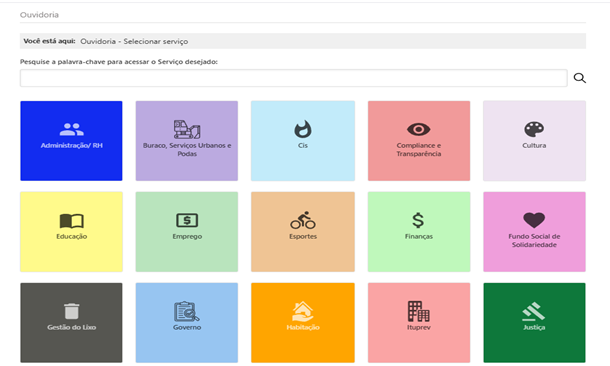 Ouvidoria
Você está aqui: Ouvidoria - Selecionar serviço
Pesquise a palavra-chave para acessar o Serviço desejado:
Administração/ RH
Buraco, Serviços Urbanos e
Podas
Cis
Compliance e
Transparência
Cultura
Educação
Emprego
Esportes
Finanças
Fundo Social de
Solidariedade
Gestão do Lixo
Governo
Habitação
Ituprev
Justiça